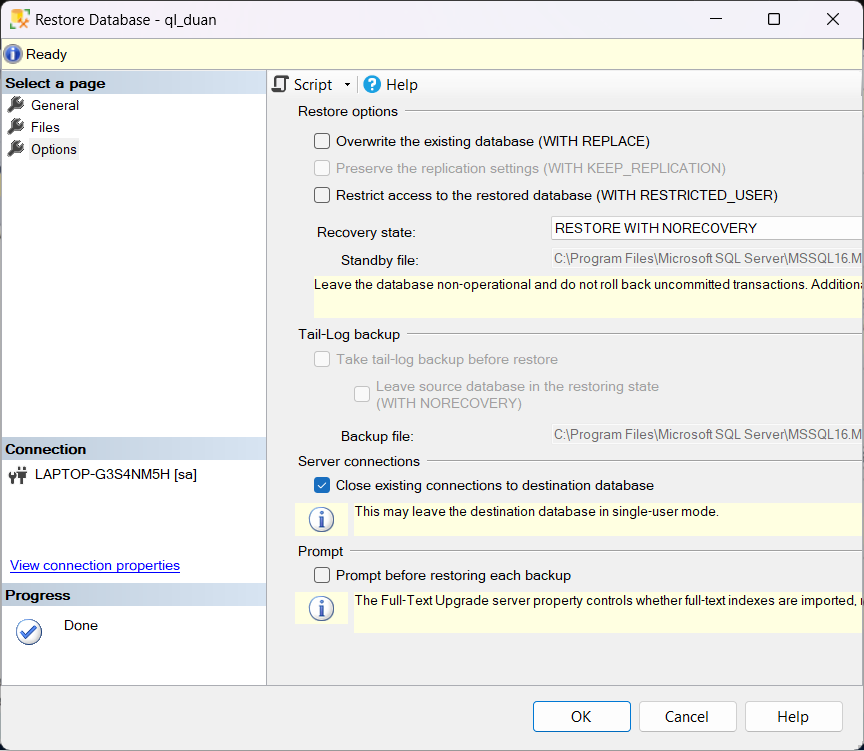 Restore Database - ql_duan
Ready
Select a page
General
Files
Options
Script
Help
Restore options
Overwrite the existing database (WITH REPLACE)
Preserve the replication settings (WITH KEEP_REPLICATION)
Restrict access to the restored database (WITH RESTRICTED_USER)
Recovery state:
RESTORE WITH NORECOVERY
Standby file:
C:\Program Files\Microsoft SQL Server\MSSQL16.M
Leave the database non-operational and do not roll back uncommitted transactions. Additiona
Tail-Log backup
Take tail-log backup before restore
Leave source database in the restoring state
(WITH NORECOVERY)
Backup file:
C:\Program Files\Microsoft SQL Server\MSSQL16.M
Server connections
Close existing connections to destination database
This may leave the destination database in single-user mode.
Prompt
Prompt before restoring each backup
The Full-Text Upgrade server property controls whether full-text indexes are imported,
Connection
LAPTOP-G3S4NM5H [sa]
View connection properties
Progress
Done
OK
Cancel
Help